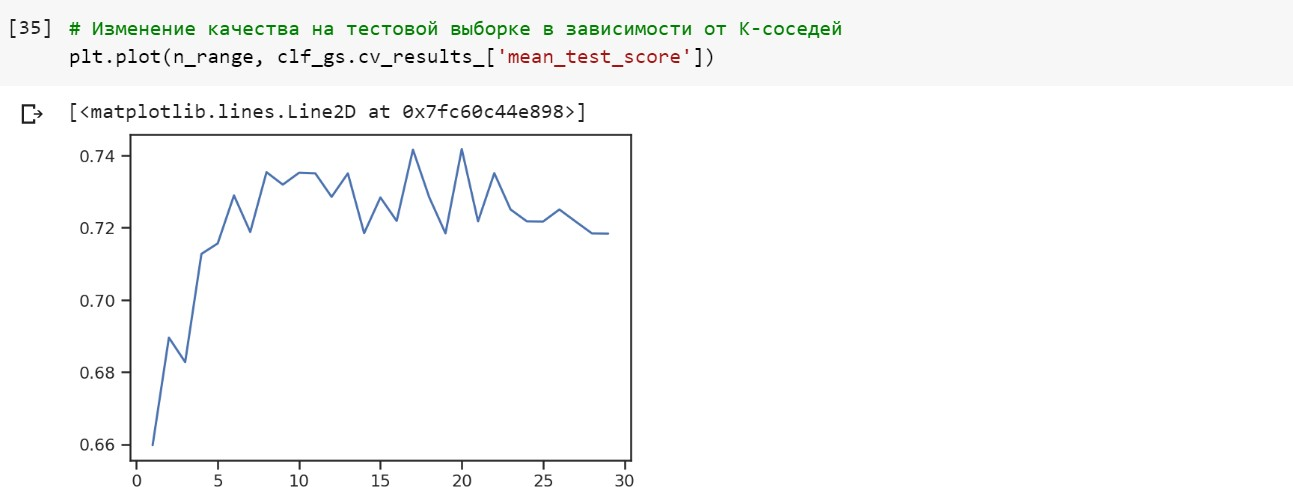 [35] # Изменение качества на тестовой выборке в зависимости от К-соседей
plt.plot(n_range, clf_gs.cv_results_['mean_test_score'])
[<matplotlib.lines.Line2D at 0x7fc60c44e898>]
0.74
0.72
0.70
0.68
0.66
0 5 10 15 20 25 30